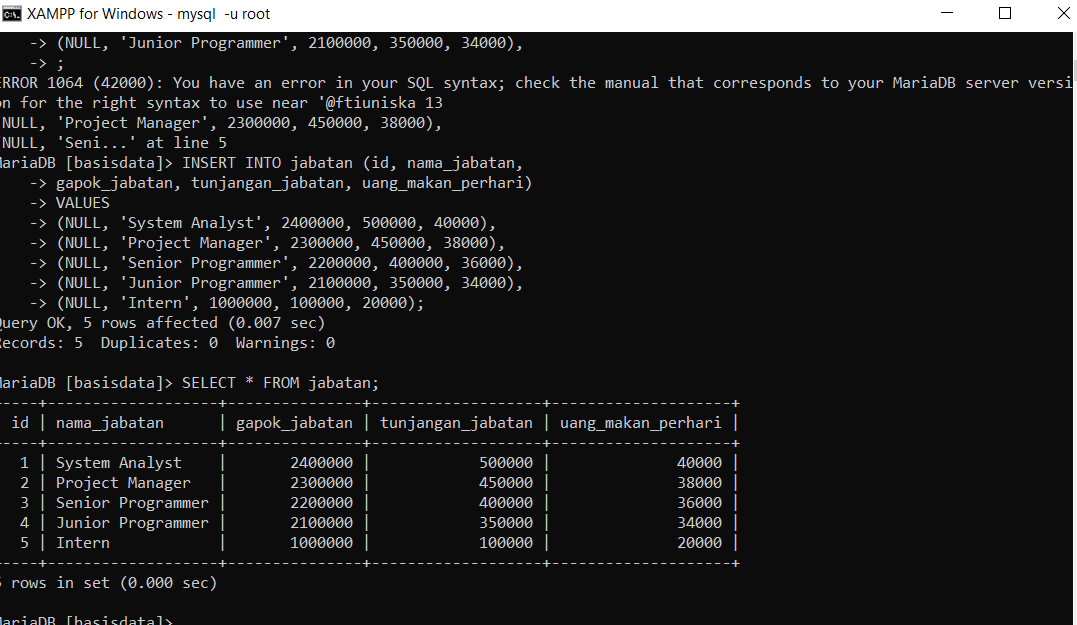 XAMPP for Windows - mysql  -u root
    -> (NULL, 'Junior Programmer', 2100000, 350000, 34000),
    -> ;
ERROR 1064 (42000): You have an error in your SQL syntax; check the manual that corresponds to your MariaDB server versi
on for the right syntax to use near '@ftiuniska 13
(NULL, 'Project Manager', 2300000, 450000, 38000),
(NULL, 'Seni...' at line 5
MariaDB [basisdata]> INSERT INTO jabatan (id, nama_jabatan,
    -> gapok_jabatan, tunjangan_jabatan, uang_makan_perhari)
    -> VALUES
    -> (NULL, 'System Analyst', 2400000, 500000, 40000),
    -> (NULL, 'Project Manager', 2300000, 450000, 38000),
    -> (NULL, 'Senior Programmer', 2200000, 400000, 36000),
    -> (NULL, 'Junior Programmer', 2100000, 350000, 34000),
    -> (NULL, 'Intern', 1000000, 100000, 20000);
Query OK, 5 rows affected (0.007 sec)
Records: 5  Duplicates: 0  Warnings: 0
MariaDB [basisdata]> SELECT * FROM jabatan;
id | nama_jabatan | gapok_jabatan | tunjangan_jabatan | uang_makan_perhari |
1 | System Analyst | 2400000 | 500000 | 40000 |
2 | Project Manager | 2300000 | 450000 | 38000 |
3 | Senior Programmer | 2200000 | 400000 | 36000 |
4 | Junior Programmer | 2100000 | 350000 | 34000 |
5 | Intern | 1000000 | 100000 | 20000 |
5 rows in set (0.000 sec)
MariaDB [basisdata]>